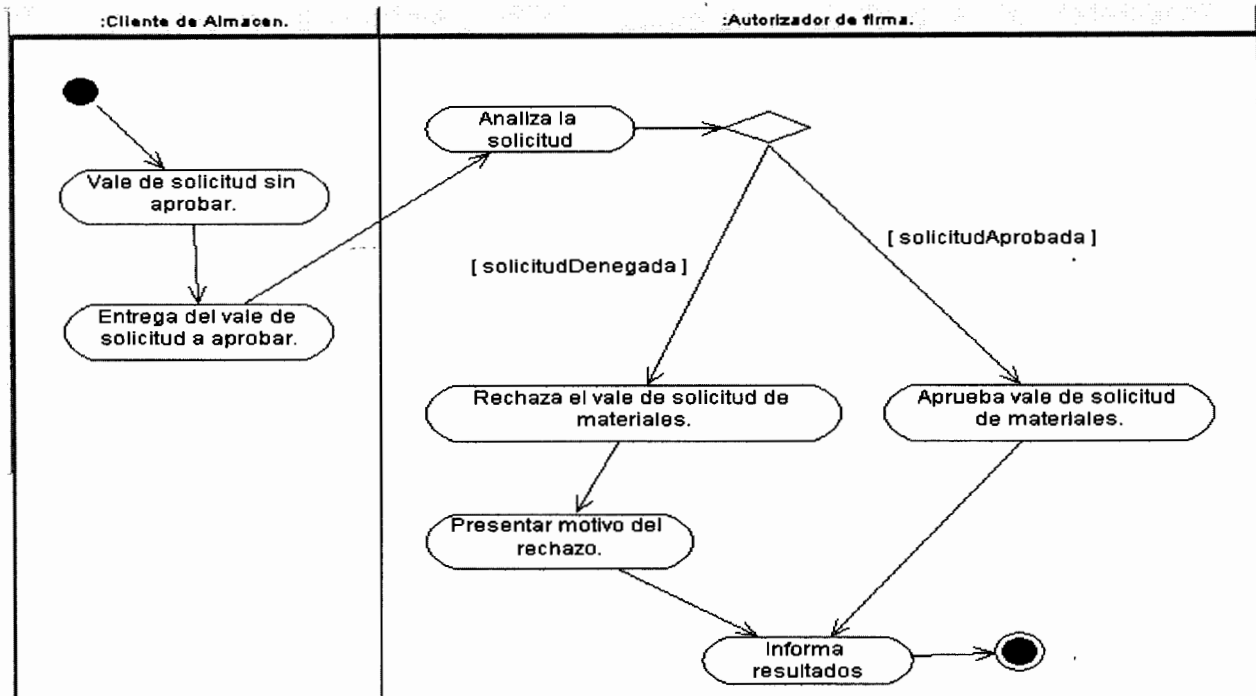 :Cliente de Almacen.
:Autorizador de firma.
Analiza la
solicitud
Vale de solicitud sin
aprobar.
[ solicitudAprobada ]
[ solicitudDenegada ]
Entrega del vale de
solicitud a aprobar.
Rechaza el vale de solicitud de
materiales.
Aprueba vale de solicitud
de materiales.
Presentar motivo del
rechazo.
Informa
resultados